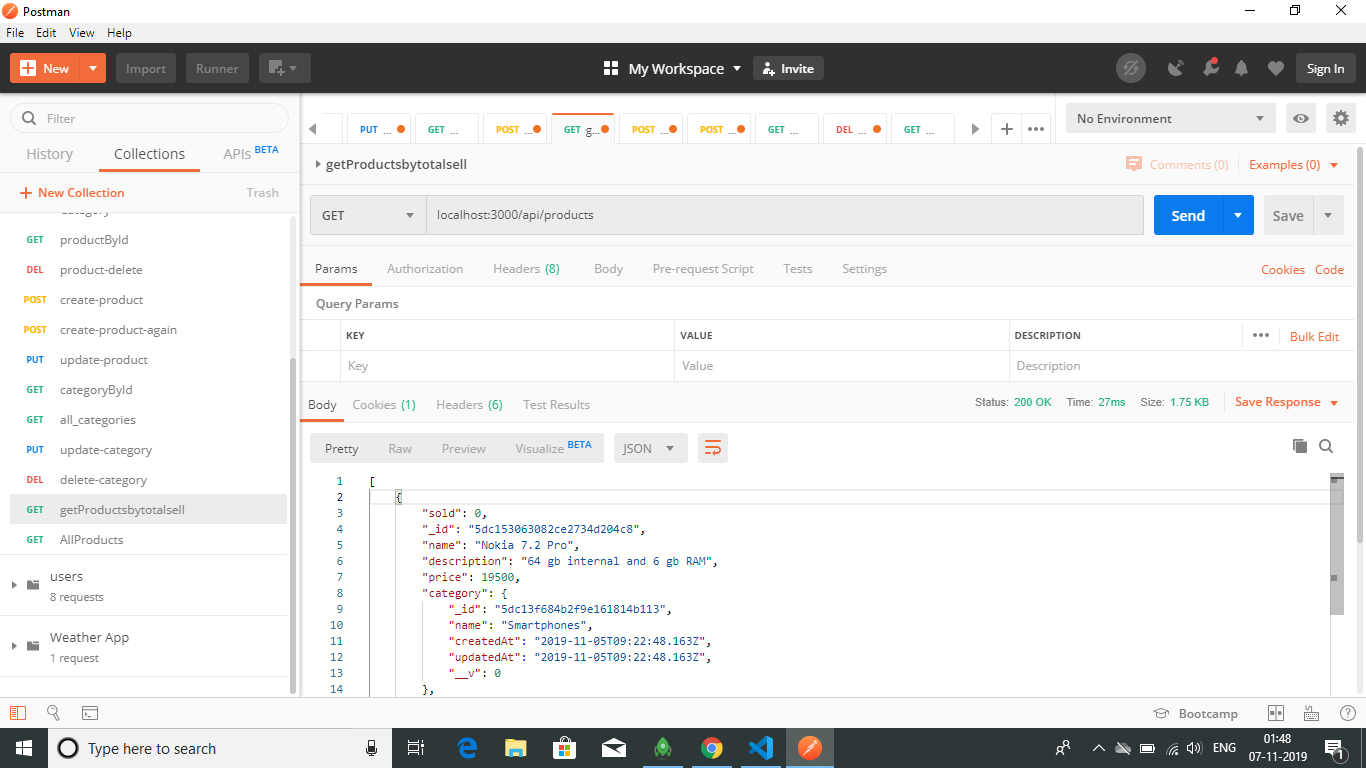 Postman
File Edit View Help
New Import Runner My Workspace Invite Sign In
Filter
History Collections APIs BETA
New Collection Trash
GET productById
DEL product-delete
POST create-product
POST create-product-again
PUT update-product
GET categoryById
GET all_categories
PUT update-category
DEL delete-category
GET getProductsbytotalsell
GET AllProducts
users
8 requests
Weather App
1 request
PUT ... GET ... POST ... GET g... POST ... POST ... GET ... DEL ... GET ...
No Environment
getProductsbytotalsell Comments (0) Examples (0)
GET localhost:3000/api/products Send Save
Params Authorization Headers (8) Body Pre-request Script Tests Settings Cookies Code
Query Params
KEY VALUE DESCRIPTION Bulk Edit
Key Value Description
Body Cookies (1) Headers (6) Test Results Status: 200 OK Time: 27ms Size: 1.75 KB Save Response
Pretty Raw Preview Visualize BETA JSON
1 [
2 {
3 "sold": 0,
4 "_id": "5dc153063082ce2734d204c8",
5 "name": "Nokia 7.2 Pro",
6 "description": "64 gb internal and 6 gb RAM",
7 "price": 19500,
8 "category": {
9 "_id": "5dc13f684b2f9e161814b113",
10 "name": "Smartphones",
11 "createdAt": "2019-11-05T09:22:48.163Z",
12 "updatedAt": "2019-11-05T09:22:48.163Z",
13 "__v": 0
14 },
Bootcamp
Type here to search
ENG
01:48
07-11-2019
1